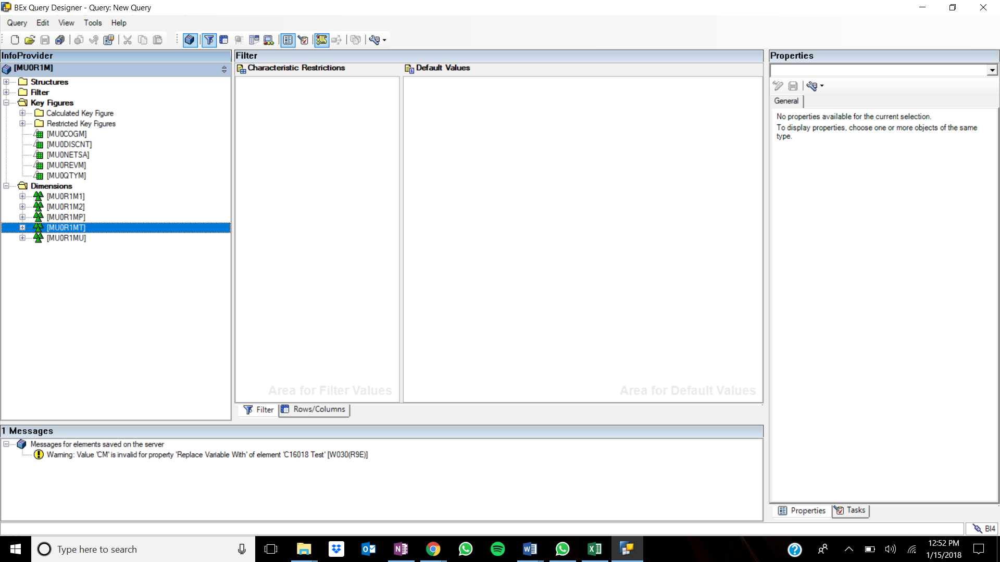 BEx Query Designer - Query: New Query
Query Edit View Tools Help
InfoProvider
[MU0R1M]
Structures
Filter
Key Figures
Calculated Key Figure
Restricted Key Figures
[MU0COGM]
[MU0DISCNT]
[MU0NETSA]
[MU0REVM]
[MU0QTYM]
Dimensions
[MU0R1M1]
[MU0R1M2]
[MU0R1MP]
[MU0R1MT]
[MU0R1MU]
Filter
Characteristic Restrictions
Default Values
Area for Filter Values
Area for Default Values
Filter
Rows/Columns
Properties
General
No properties available for the current selection.
To display properties, choose one or more objects of the same
type.
Properties
Tasks
1 Messages
Messages for elements saved on the server
Warning: Value 'CM' is invalid for property 'Replace Variable With' of element 'C16018 Test' [W030(R9E)]
BI4
Type here to search
12:52 PM
1/15/2018